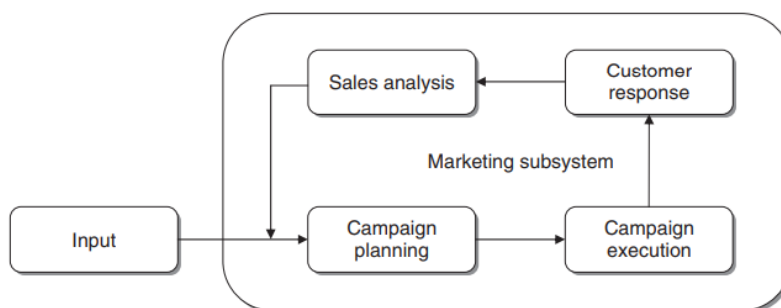 Sales analysis
Customer
response
Marketing subsystem
Input
Campaign
planning
Campaign
execution